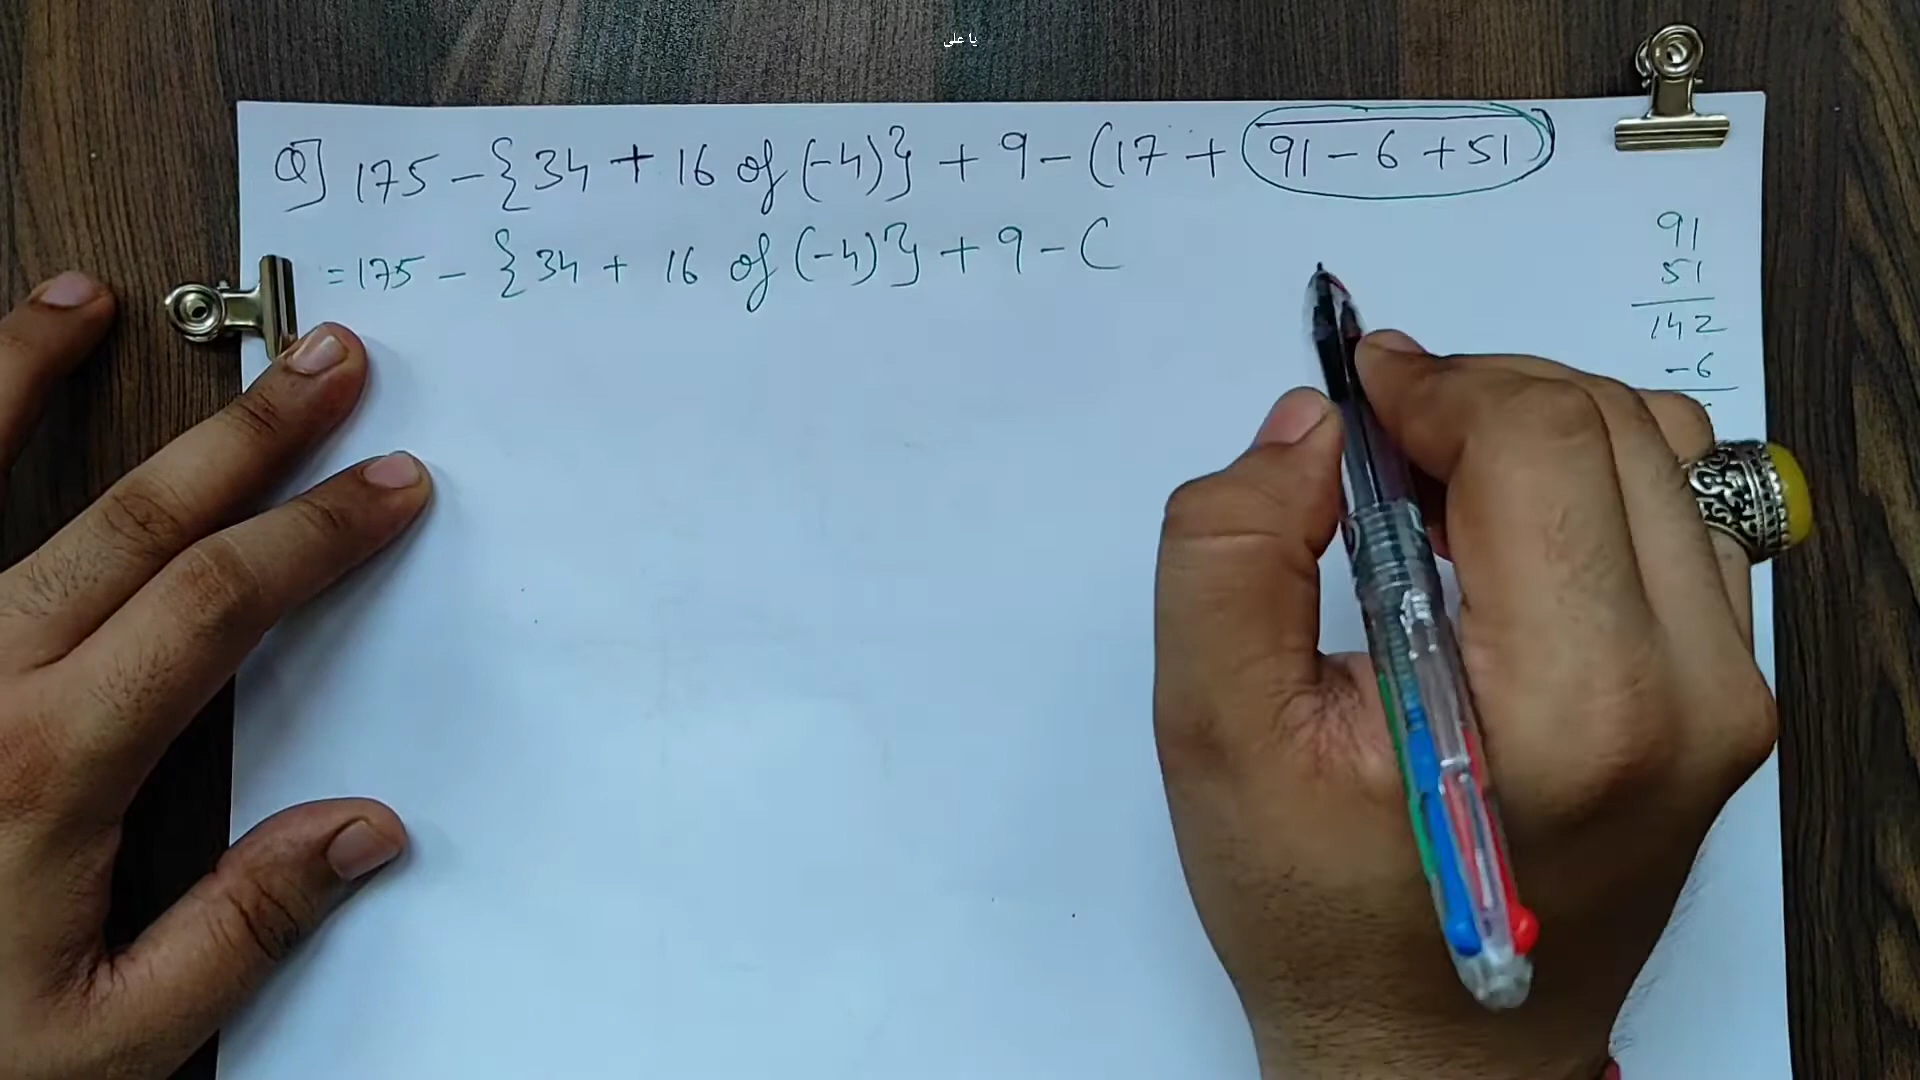 يا على
Q] 175 - {34 + 16 of (-4)} + 9 - (17 + 91 - 6 + 51)
= 175 - {34 + 16 of (-4)} + 9 - (
91
51
142
-6